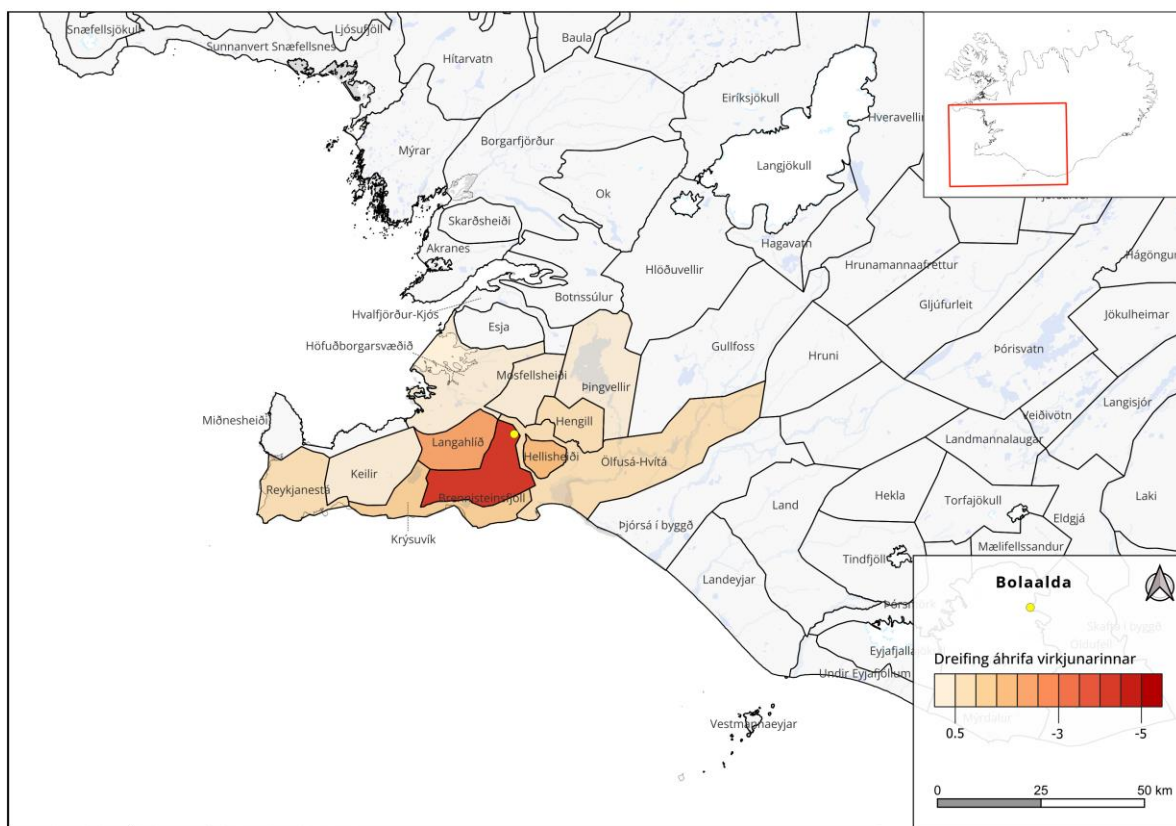 Snæfellsjökull
Ljósufjöll
Sunnanvert Snæfellsnes
Baula
Hítarvatn
Eiríksjökull
Hveravellir
Borgarfjörður
Mýrar
Langjökull
Ok
Skarðsheiði
Akranes
Hagavatn
Hrunamannaafréttur
Hlöðuvellir
Hágöngur
Gljúfurleit
Botnssúlur
Hvalfjörður-Kjós
Jökulheimar
Esja
Höfuðborgarsvæðið
Gullfoss
Hruni
Þórisvatn
Mosfellsheiði
Þingvellir
Miðnesheiði
Veiðivötn
Langisjór
Hengill
Langahlíð
Landmannalaugar
Hellisheiði
Ölfusá-Hvítá
Keilir
Reykjanestá
Brennisteinsfjöll
Hekla
Torfajökull
Laki
Land
Eldgjá
Þjórsá í byggð
Krýsuvík
Mælifellssandur
Tindfjöll
Landeyjar
Undir Eyjafjöllum
Vestmannaeyjar
Bolaalda
Skaftá í byggð
Dreifing áhrifa virkjunarinnar
Mýrdalur
0.5 -3 -5
0 25 50 km